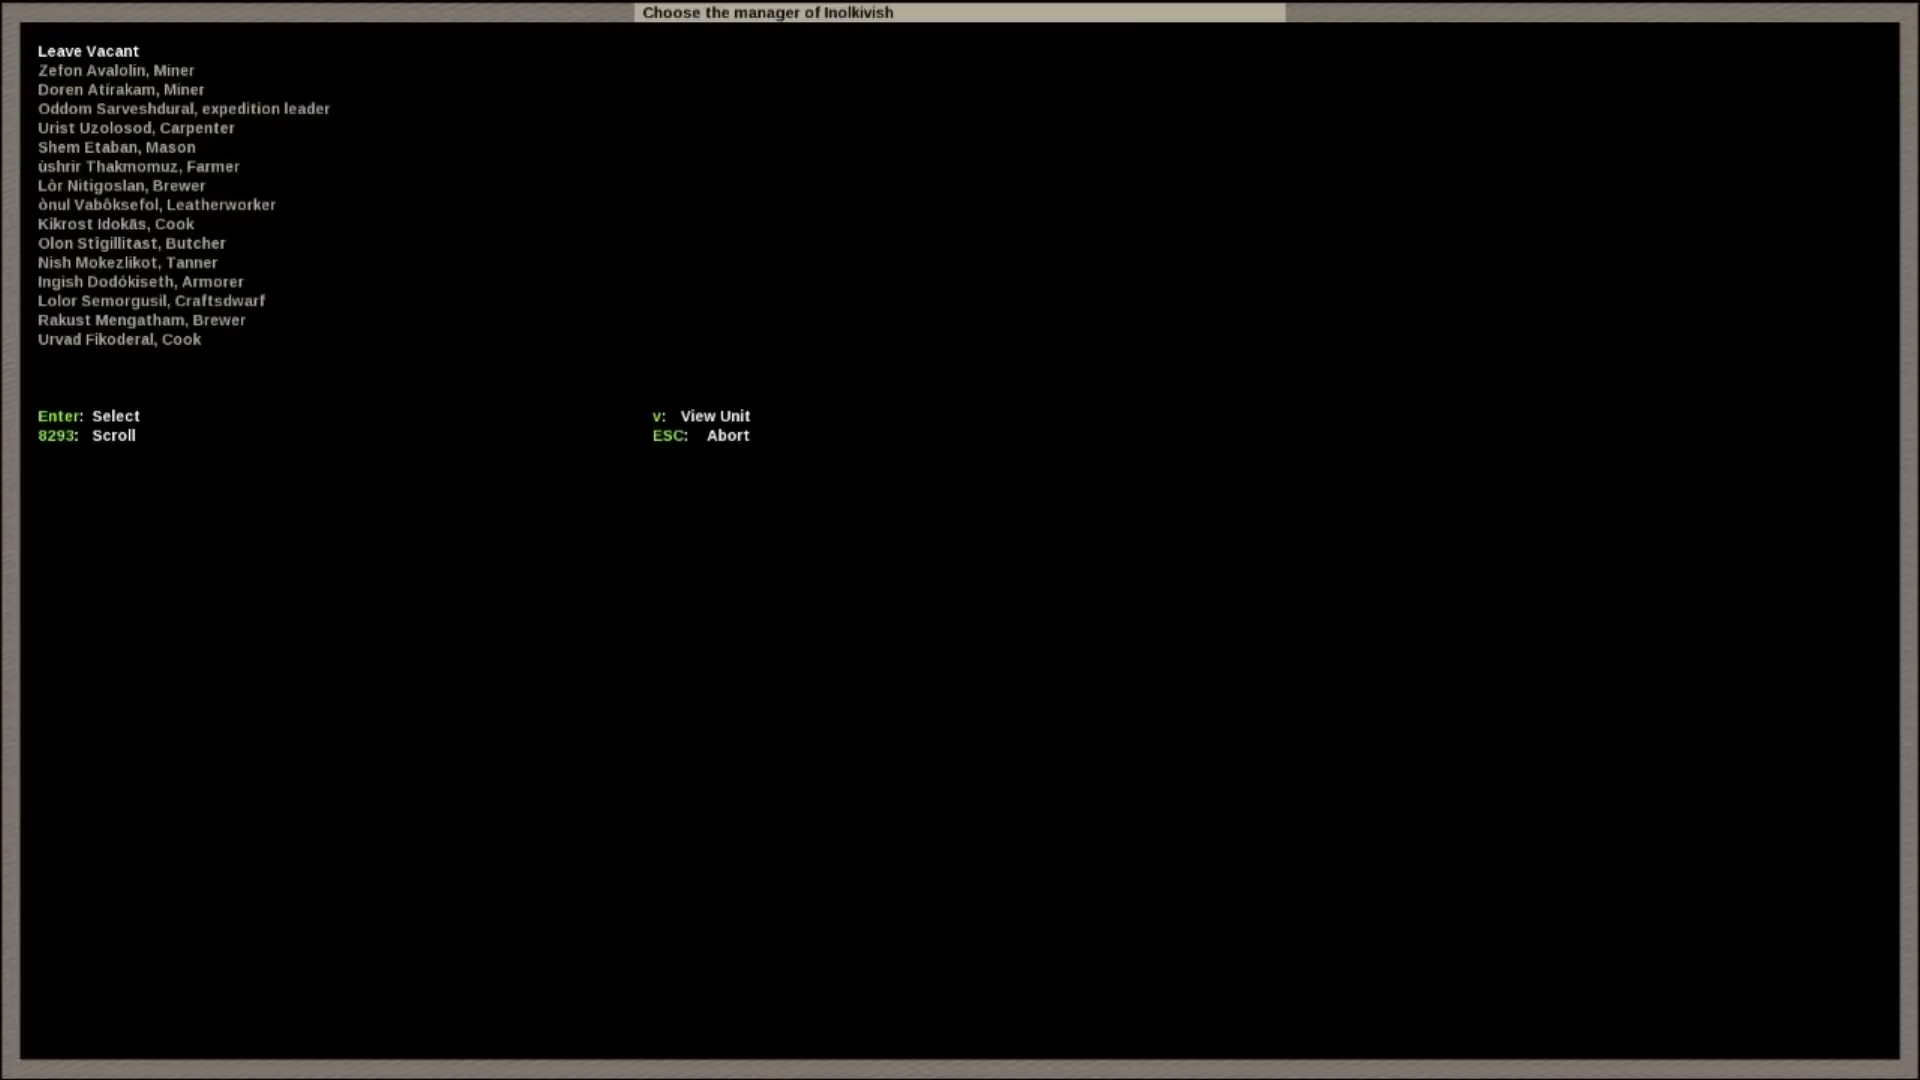 Choose the manager of Inolkivish
Leave Vacant
Zefon Avalolin, Miner
Doren Atírakam, Miner
Oddom Sarveshdural, expedition leader
Urist Uzolosod, Carpenter
Shem Etaban, Mason
ùshrir Thakmomuz, Farmer
Lòr Nitigoslan, Brewer
ònul Vabôksefol, Leatherworker
Kikrost Idokäs, Cook
Olon Stîgillitast, Butcher
Nish Mokezlikot, Tanner
Ingish Dodókiseth, Armorer
Lolor Semorgusil, Craftsdwarf
Rakust Mengatham, Brewer
Urvad Fikoderal, Cook
Enter: Select v: View Unit
8293: Scroll ESC: Abort